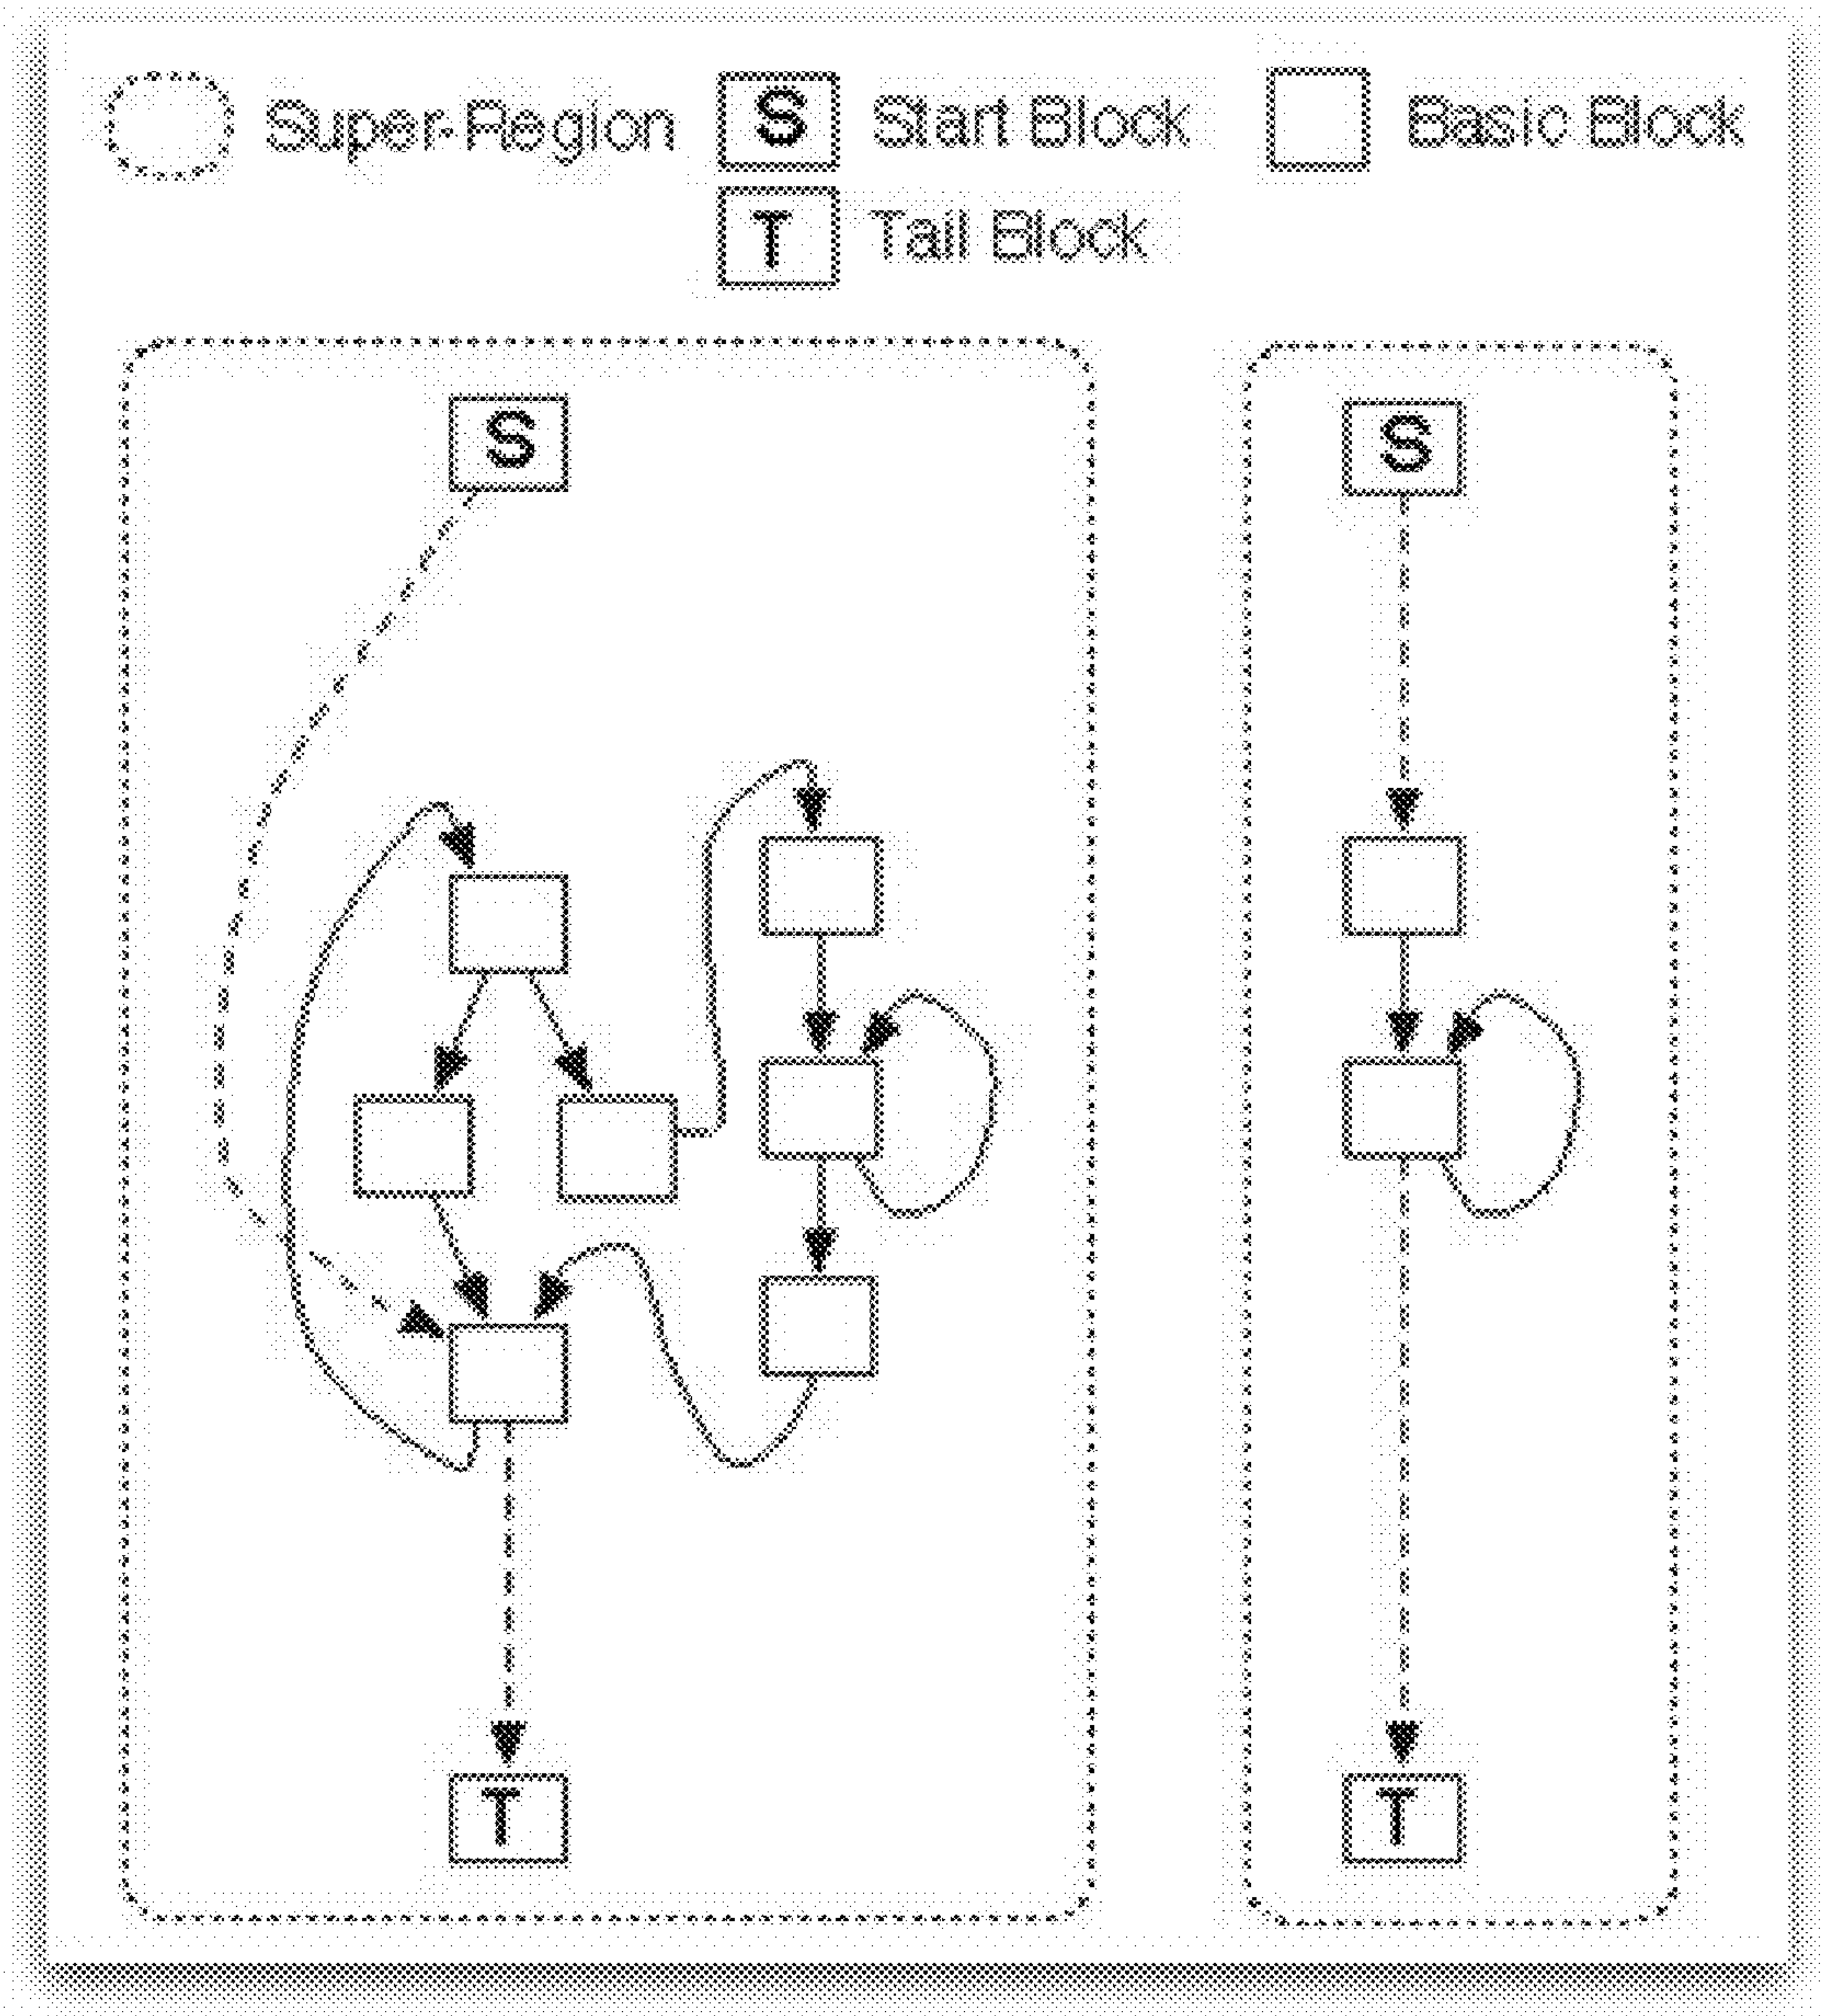 Super-Region S Start Block Basic Block
T Tail Block
S S
T T